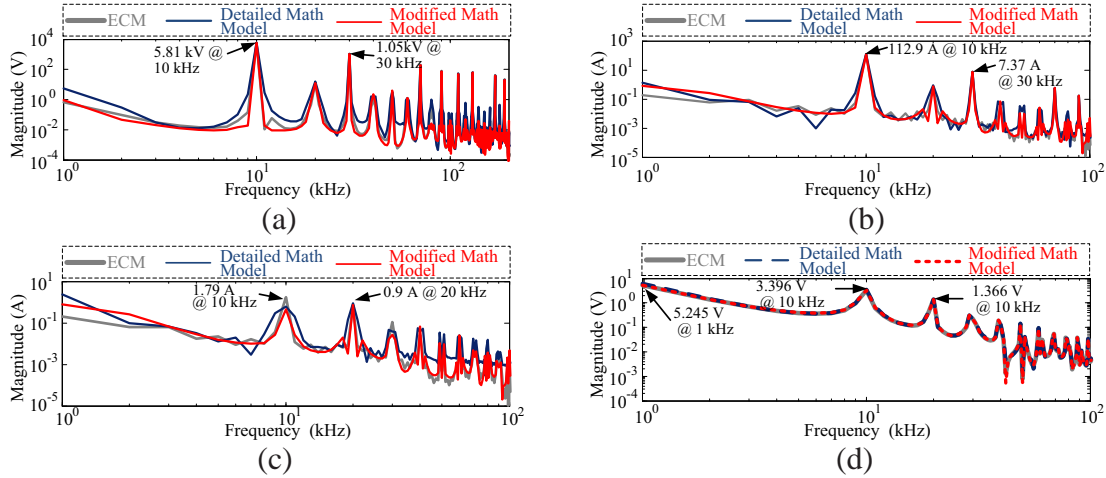 ECM Detailed Math Model Modified Math Model
10^4
10^2
10^0
10^-2
10^-4
Magnitude (V)
5.81 kV @
10 kHz
1.05kV @
30 kHz
10^0 10^1 10^2
Frequency (kHz)
(a)
ECM Detailed Math Model Modified Math Model
10^3
10^1
10^-1
10^-3
10^-5
Magnitude (A)
112.9 A @ 10 kHz
7.37 A
@ 30 kHz
10^0 10^1 10^2
Frequency (kHz)
(b)
ECM Detailed Math Model Modified Math Model
10^1
10^-1
10^-3
10^-5
Magnitude (A)
1.79 A
@ 10 kHz
0.9 A @ 20 kHz
10^0 10^1 10^2
Frequency (kHz)
(c)
ECM Detailed Math Model Modified Math Model
10^1
10^0
10^-1
10^-2
10^-3
10^-4
Magnitude (V)
5.245 V
@ 1 kHz
3.396 V
@ 10 kHz
1.366 V
@ 10 kHz
10^0 10^1 10^2
Frequency (kHz)
(d)